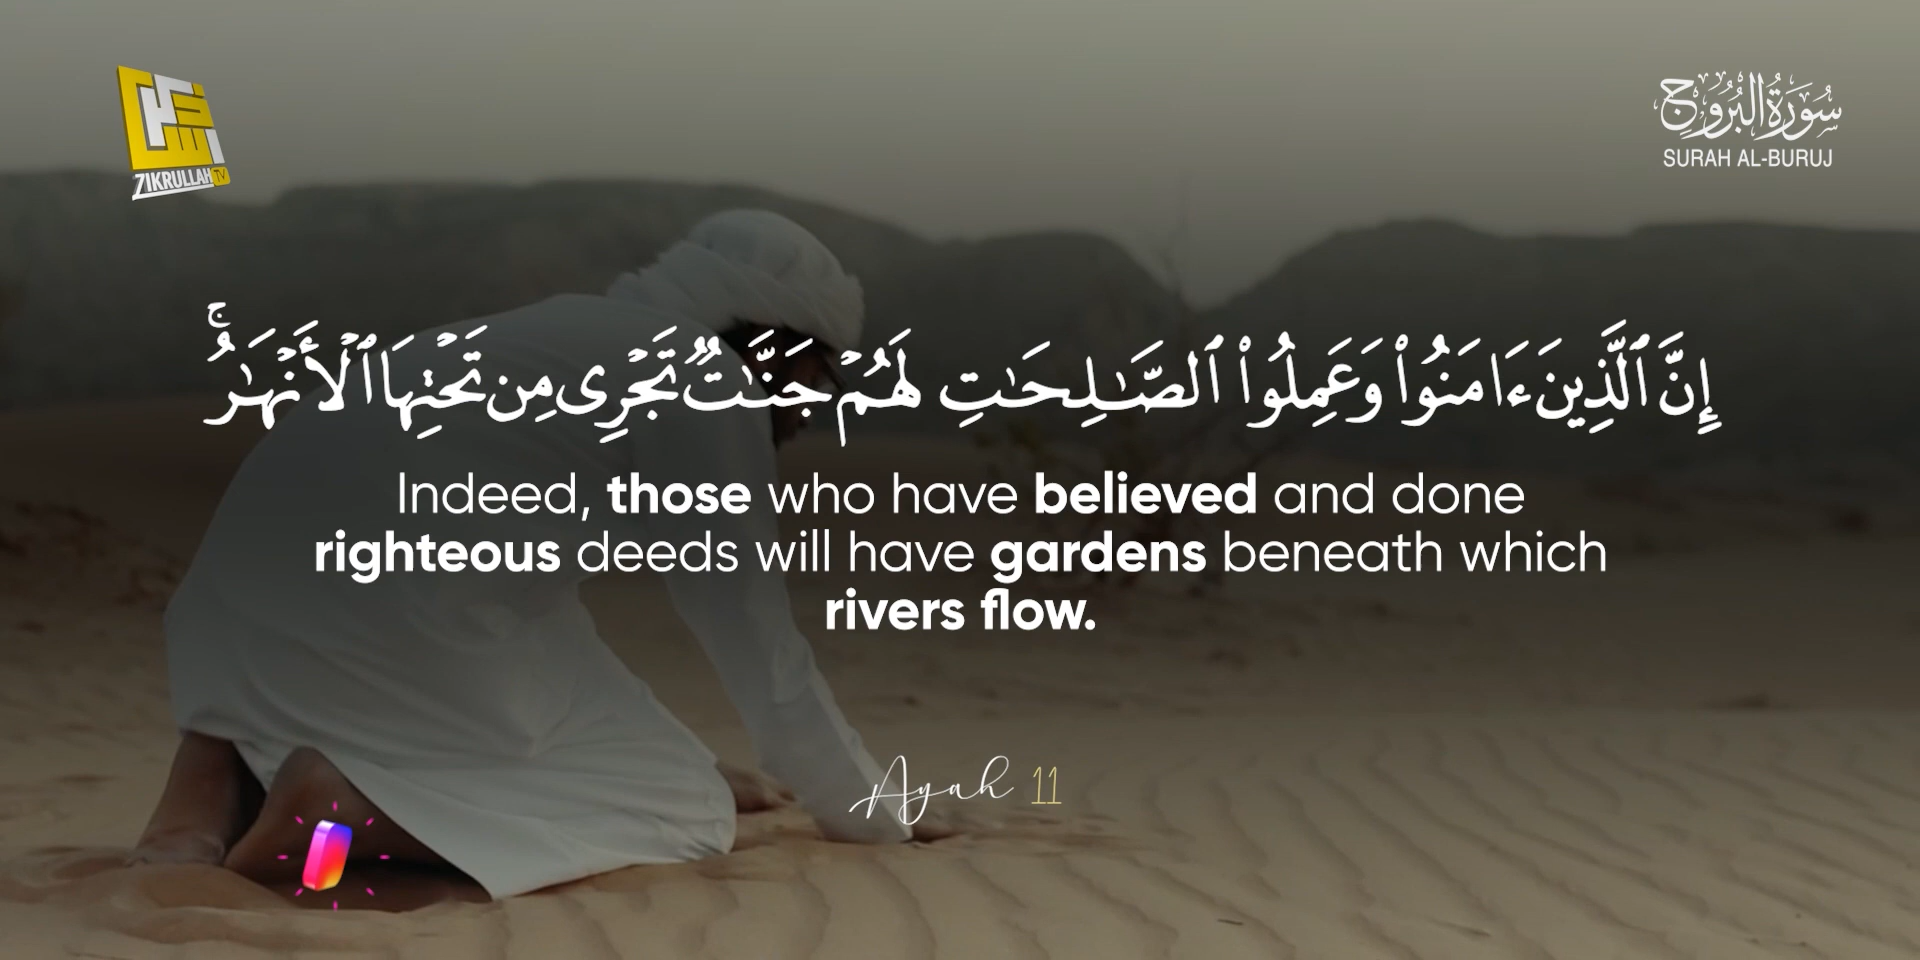 ZIKRULLAH TV
سُورَةُ البُرُوج
SURAH AL-BURUJ
إِنَّ ٱلَّذِينَ ءَامَنُوا۟ وَعَمِلُوا۟ ٱلصَّـٰلِحَـٰتِ لَهُمْ جَنَّـٰتٌ تَجْرِى مِن تَحْتِهَا ٱلْأَنْهَـٰرُ ۚ
Indeed, those who have believed and done
righteous deeds will have gardens beneath which
rivers flow.
Ayah 11